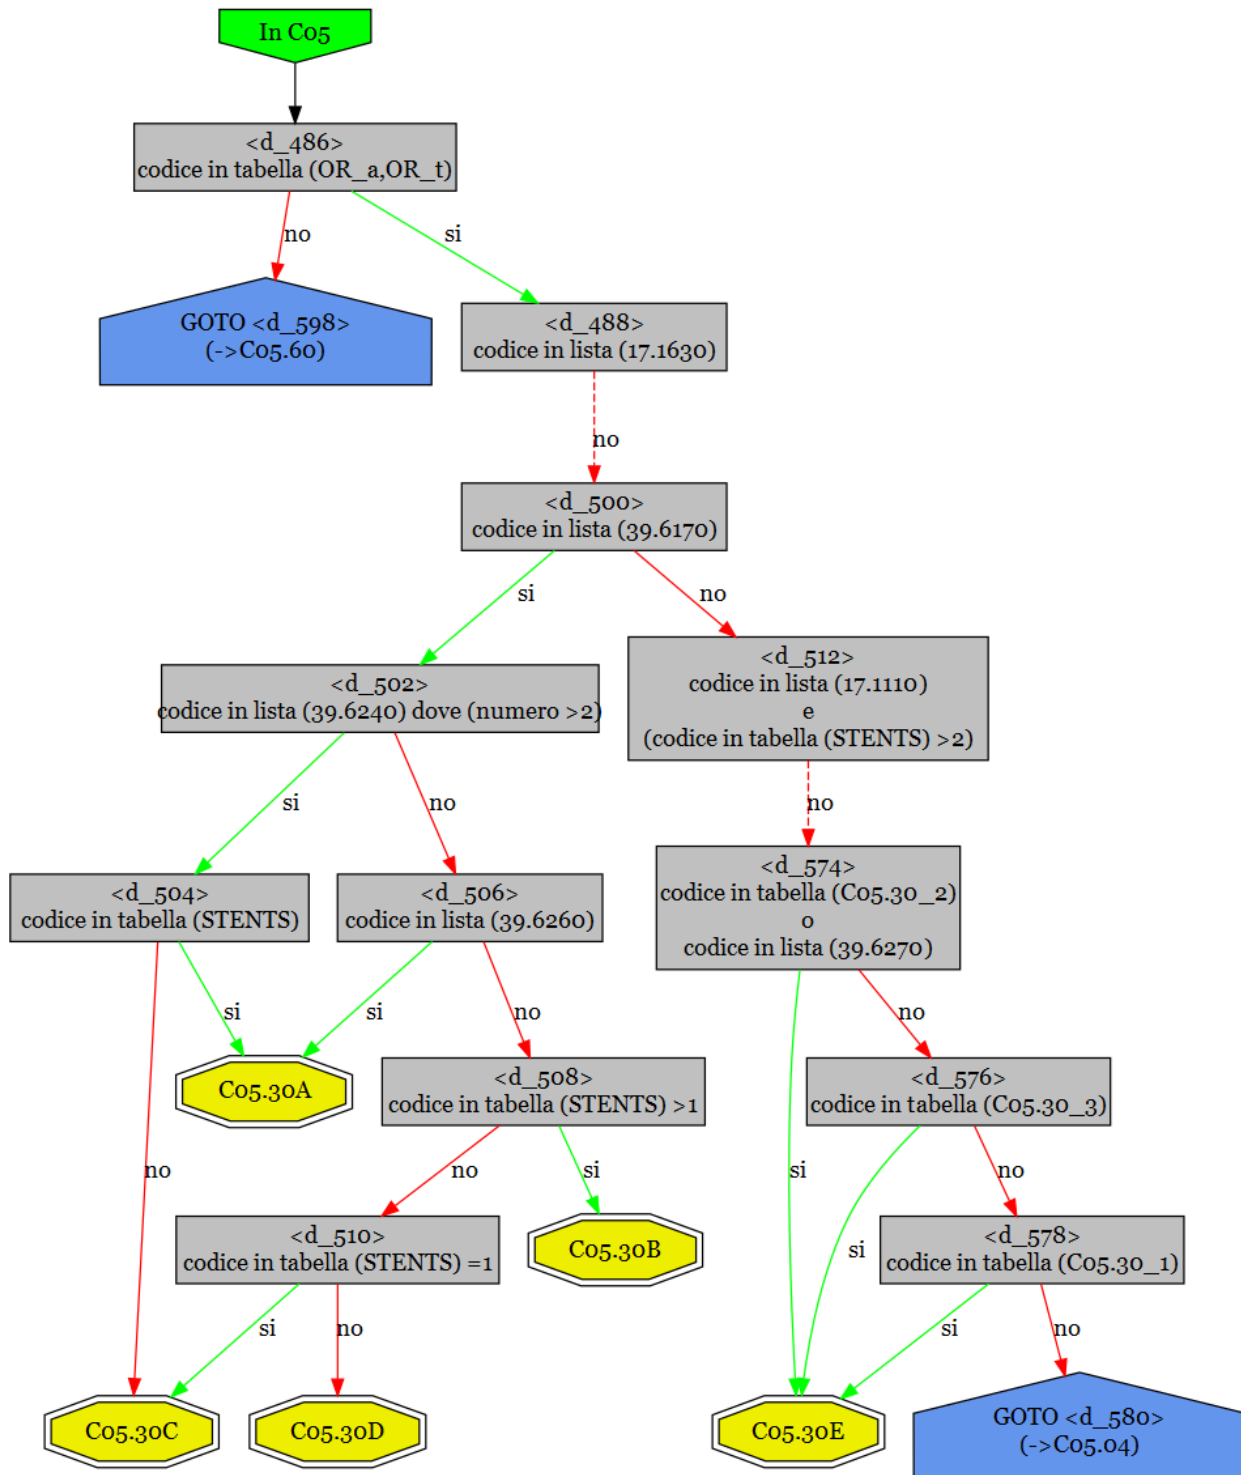 In C05
<d_486>
codice in tabella (OR_a,OR_t)
no
si
GOTO <d_598>
(->C05.60)
<d_488>
codice in lista (17.1630)
no
<d_500>
codice in lista (39.6170)
si
no
<d_502>
codice in lista (39.6240) dove (numero >2)
<d_512>
codice in lista (17.1110)
e
(codice in tabella (STENTS) >2)
si
no
no
<d_504>
codice in tabella (STENTS)
<d_506>
codice in lista (39.6260)
<d_574>
codice in tabella (C05.30_2)
o
codice in lista (39.6270)
si
si
no
no
C05.30A
<d_508>
codice in tabella (STENTS) >1
<d_576>
codice in tabella (C05.30_3)
no
no
si
si
no
<d_510>
codice in tabella (STENTS) =1
C05.30B
si
<d_578>
codice in tabella (C05.30_1)
si
no
si
no
C05.30C
C05.30D
C05.30E
GOTO <d_580>
(->C05.04)